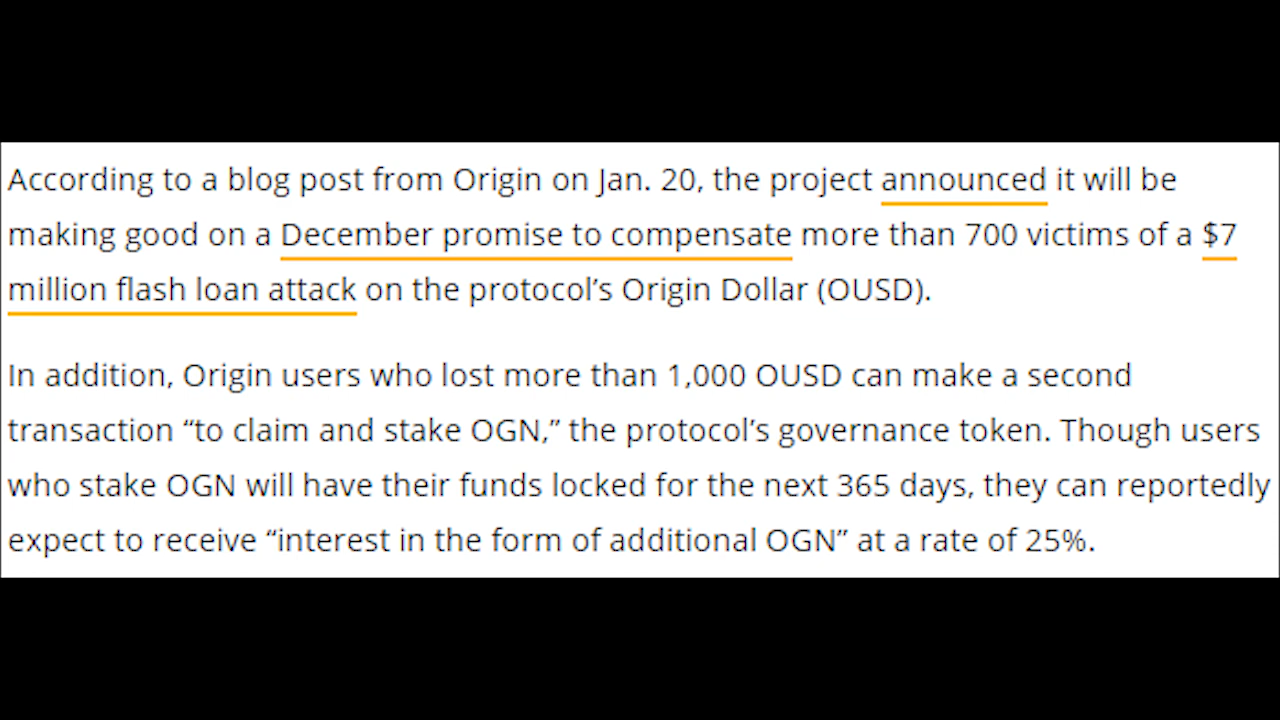 According to a blog post from Origin on Jan. 20, the project announced it will be
making good on a December promise to compensate more than 700 victims of a $7
million flash loan attack on the protocol’s Origin Dollar (OUSD).
In addition, Origin users who lost more than 1,000 OUSD can make a second
transaction “to claim and stake OGN,” the protocol’s governance token. Though users
who stake OGN will have their funds locked for the next 365 days, they can reportedly
expect to receive “interest in the form of additional OGN” at a rate of 25%.